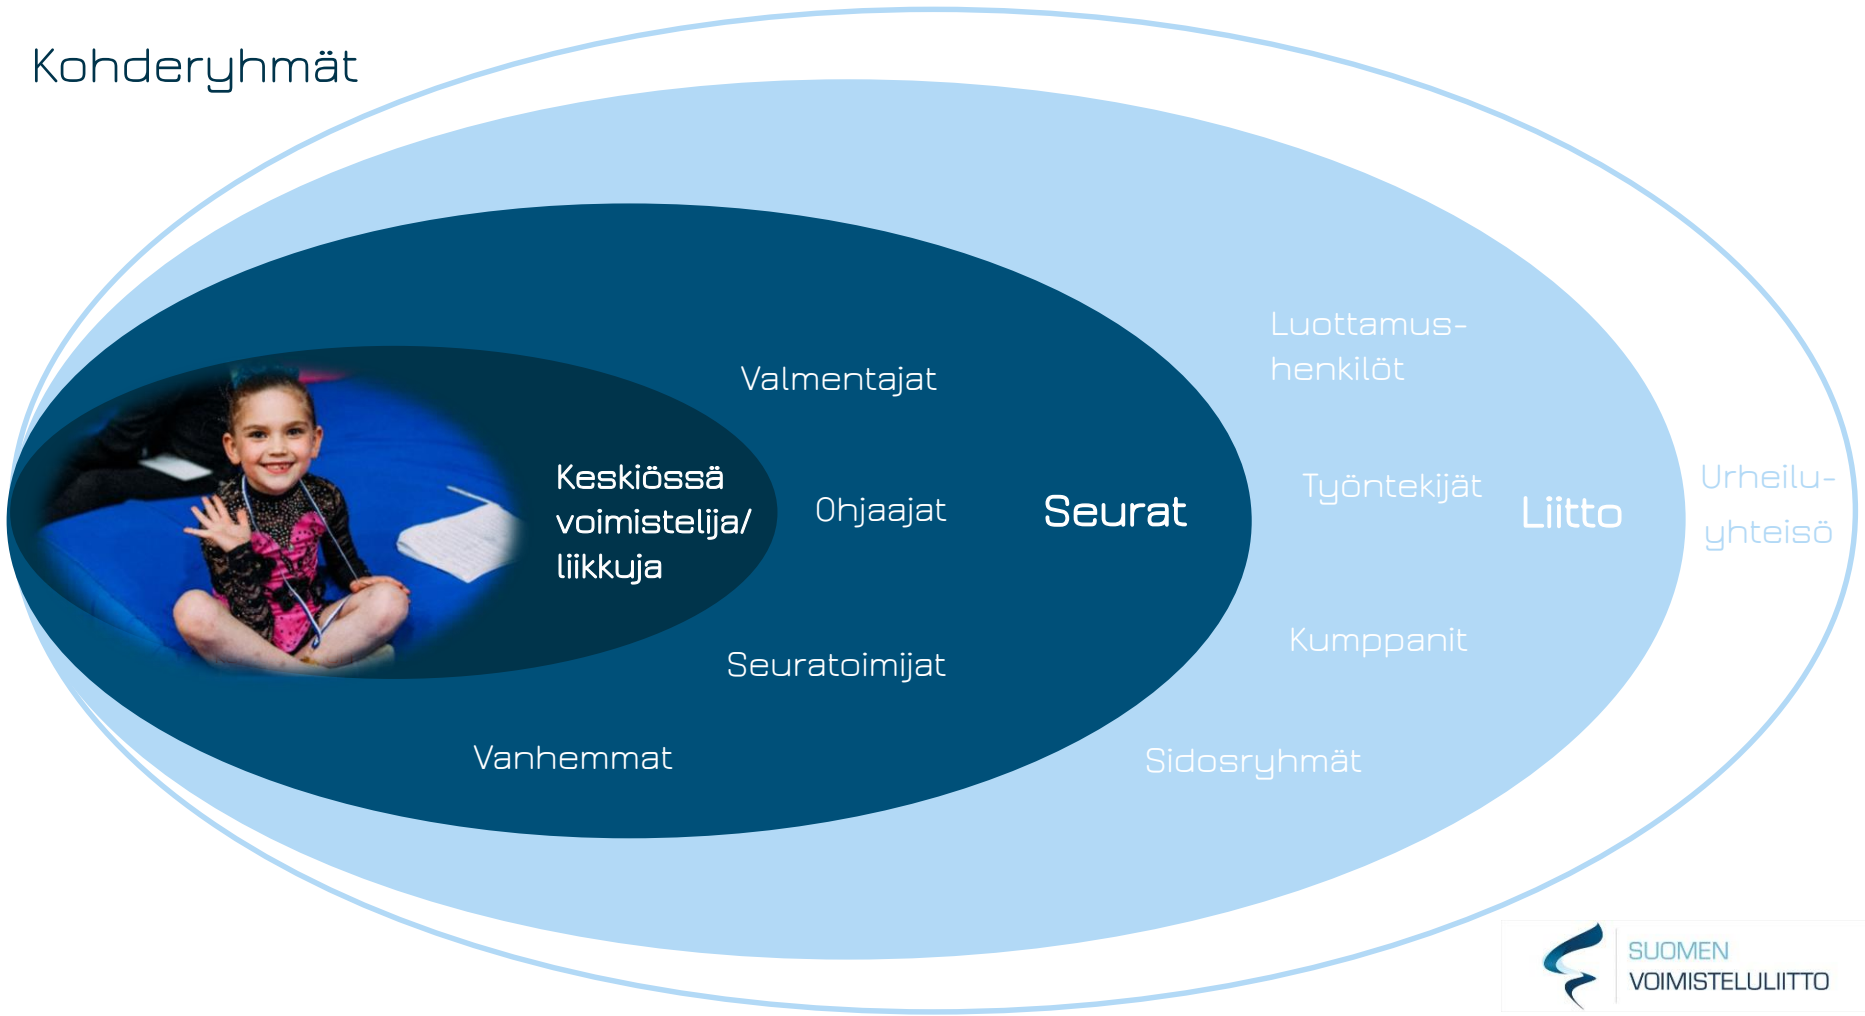 Kohderyhmät
Keskiössä
voimistelija/
liikkuja
Valmentajat
Ohjaajat
Seuratoimijat
Vanhemmat
Seurat
Luottamus-
henkilöt
Työntekijät
Kumppanit
Sidosryhmät
Liitto
Urheilu-
yhteisö
SUOMEN
VOIMISTELULIITTO